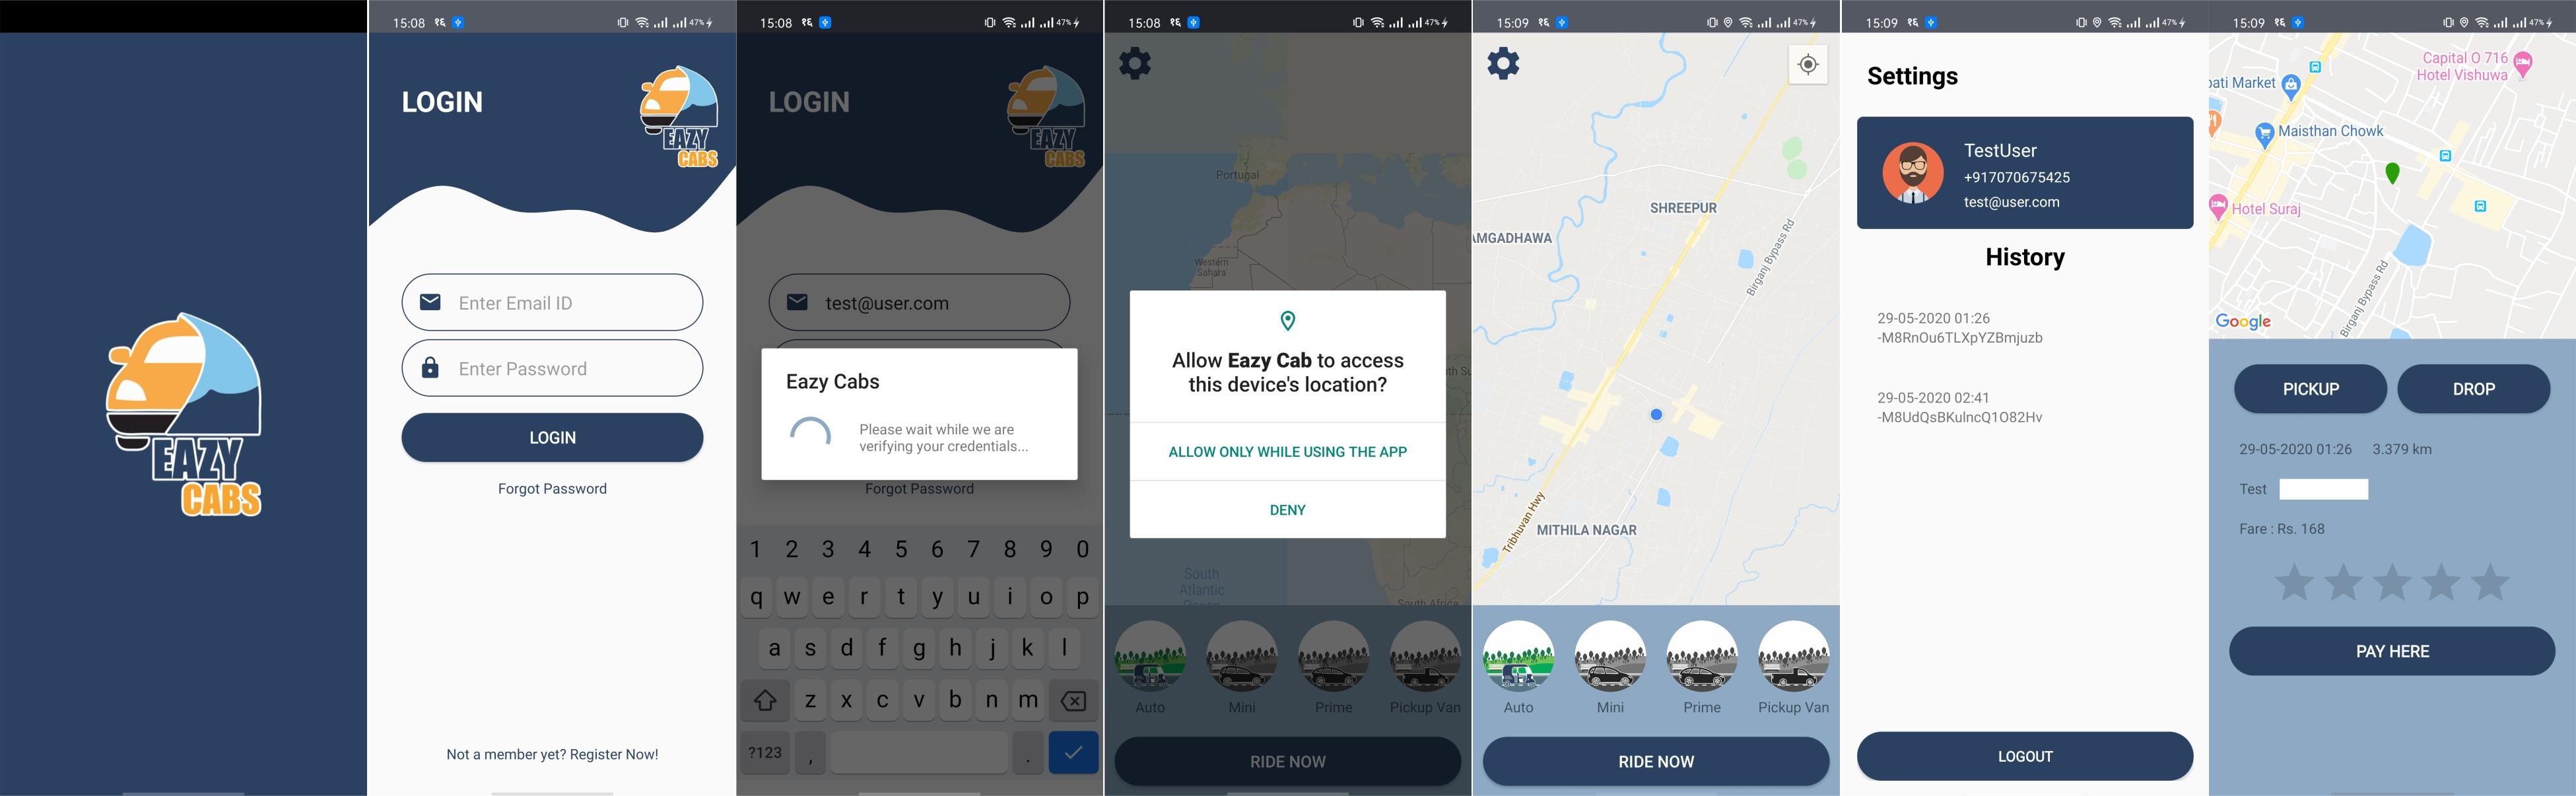 EAZY
CABS
15:08 १६
47%
LOGIN
EAZY
CABS
Enter Email ID
Enter Password
LOGIN
Forgot Password
Not a member yet? Register Now!
15:08 १६
47%
LOGIN
EAZY
CABS
test@user.com
Eazy Cabs
Please wait while we are
verifying your credentials...
Forgot Password
1 2 3 4 5 6 7 8 9 0
q w e r t y u i o p
a s d f g h j k l
z x c v b n m
?123 , .
15:08 १६
47%
Portugal
Western
Sahara
Allow Eazy Cab to access
this device's location?
ALLOW ONLY WHILE USING THE APP
DENY
South
Atlantic
South Africa
Auto Mini Prime Pickup Van
RIDE NOW
15:09 १६
47%
SHREEPUR
AMGADHAWA
Birganj Bypass Rd
Tribhuvan Hwy
MITHILA NAGAR
Auto Mini Prime Pickup Van
RIDE NOW
15:09 १६
47%
Settings
TestUser
+917070675425
test@user.com
History
29-05-2020 01:26
-M8RnOu6TLXpYZBmjuzb
29-05-2020 02:41
-M8UdQsBKulncQ1O82Hv
LOGOUT
15:09 १६
47%
Capital O 716
Hotel Vishuwa
pati Market
Maisthan Chowk
Hotel Suraj
Birganj Bypass Rd
Google
PICKUP DROP
29-05-2020 01:26 3.379 km
Test
Fare : Rs. 168
PAY HERE